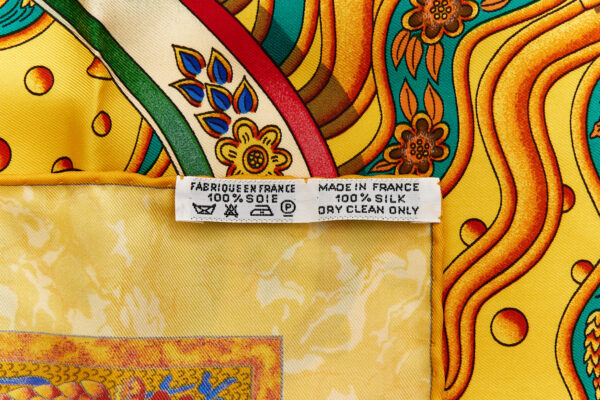 FABRIQUE EN FRANCE
100% SOIE
P
MADE IN FRANCE
100% SILK
DRY CLEAN ONLY